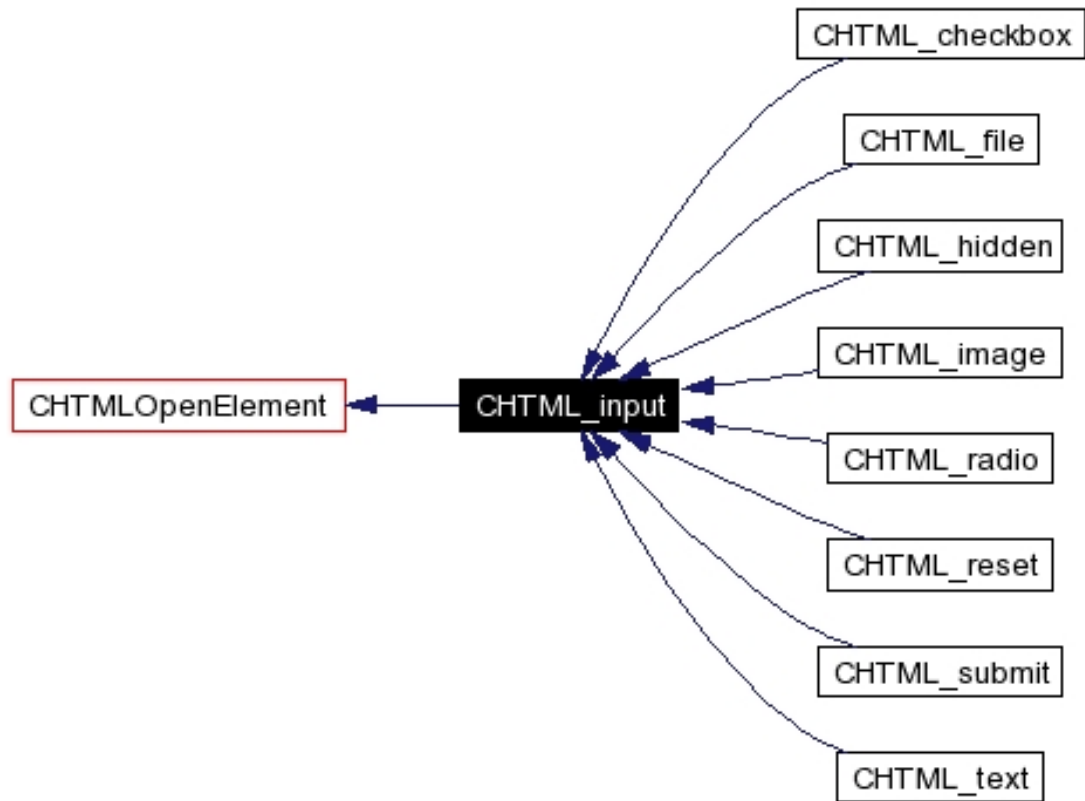 CHTML_checkbox
CHTML_file
CHTML_hidden
CHTML_image
CHTMLOpenElement
CHTML_input
CHTML_radio
CHTML_reset
CHTML_submit
CHTML_text